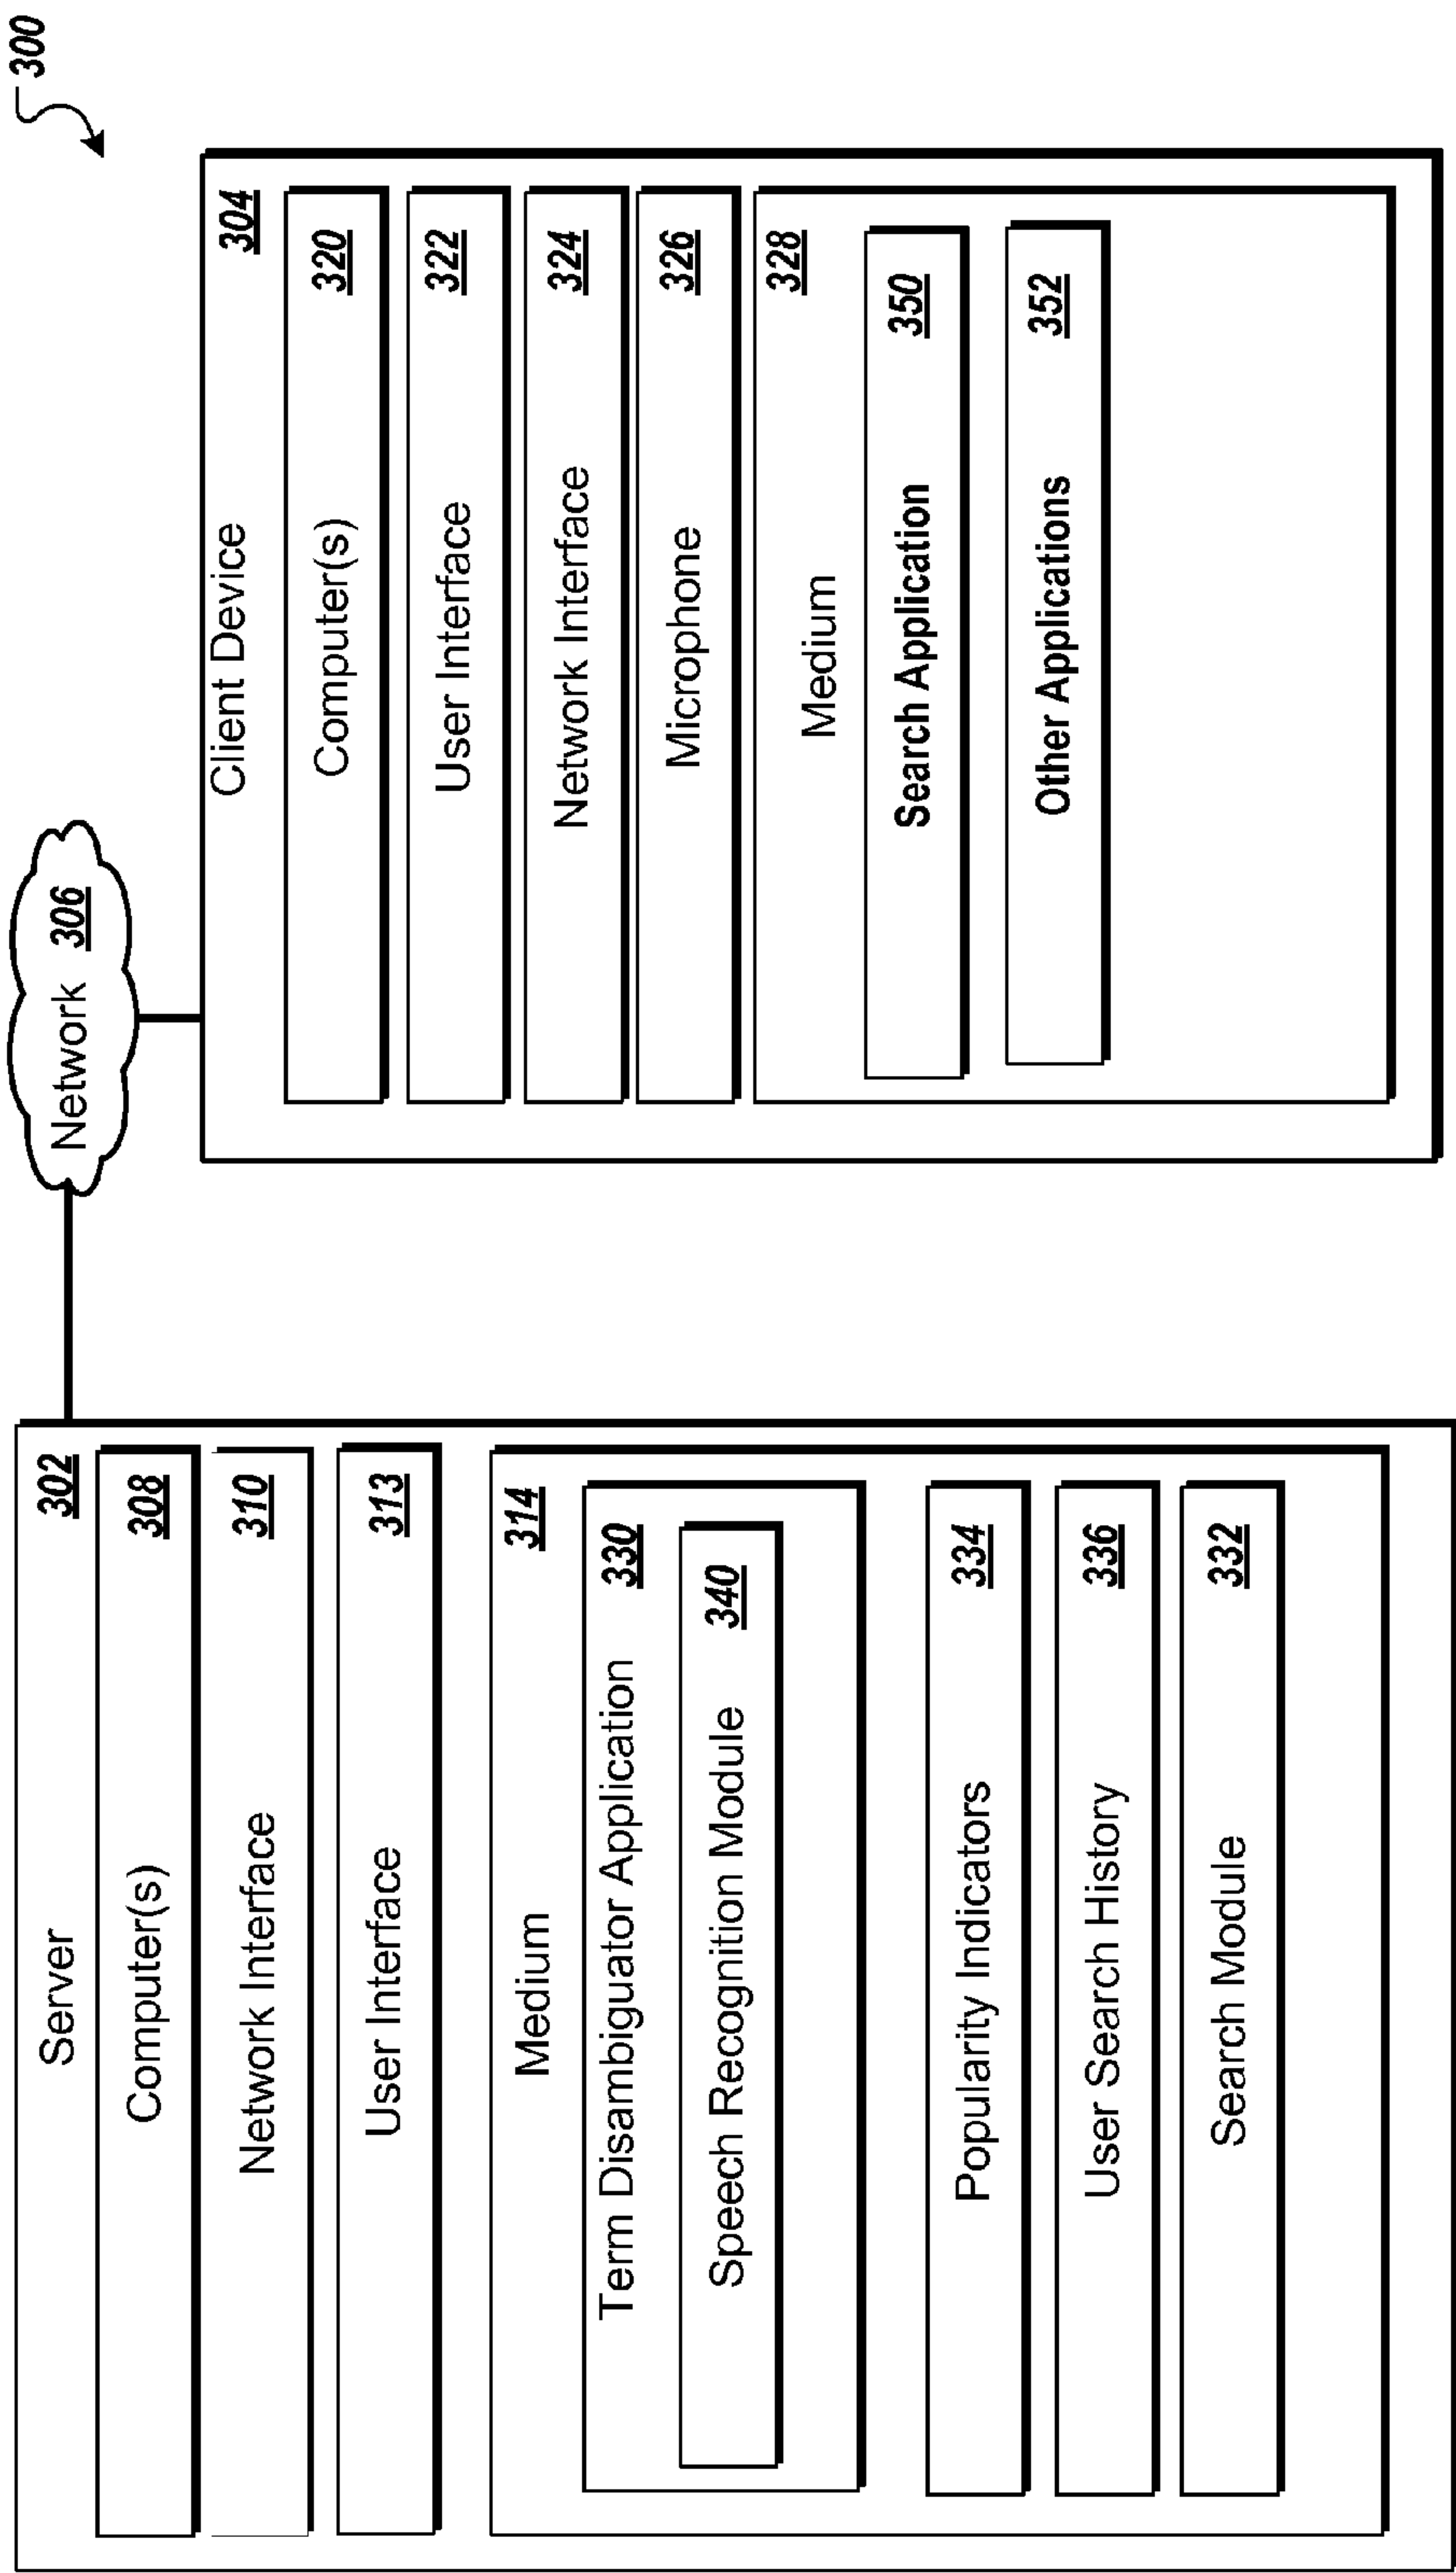 300
Network 306
Server 302
Computer(s) 308
Network Interface 310
User Interface 313
Medium 314
Term Disambiguator Application 330
Speech Recognition Module 340
Popularity Indicators 334
User Search History 336
Search Module 332
Client Device 304
Computer(s) 320
User Interface 322
Network Interface 324
Microphone 326
Medium 328
Search Application 350
Other Applications 352